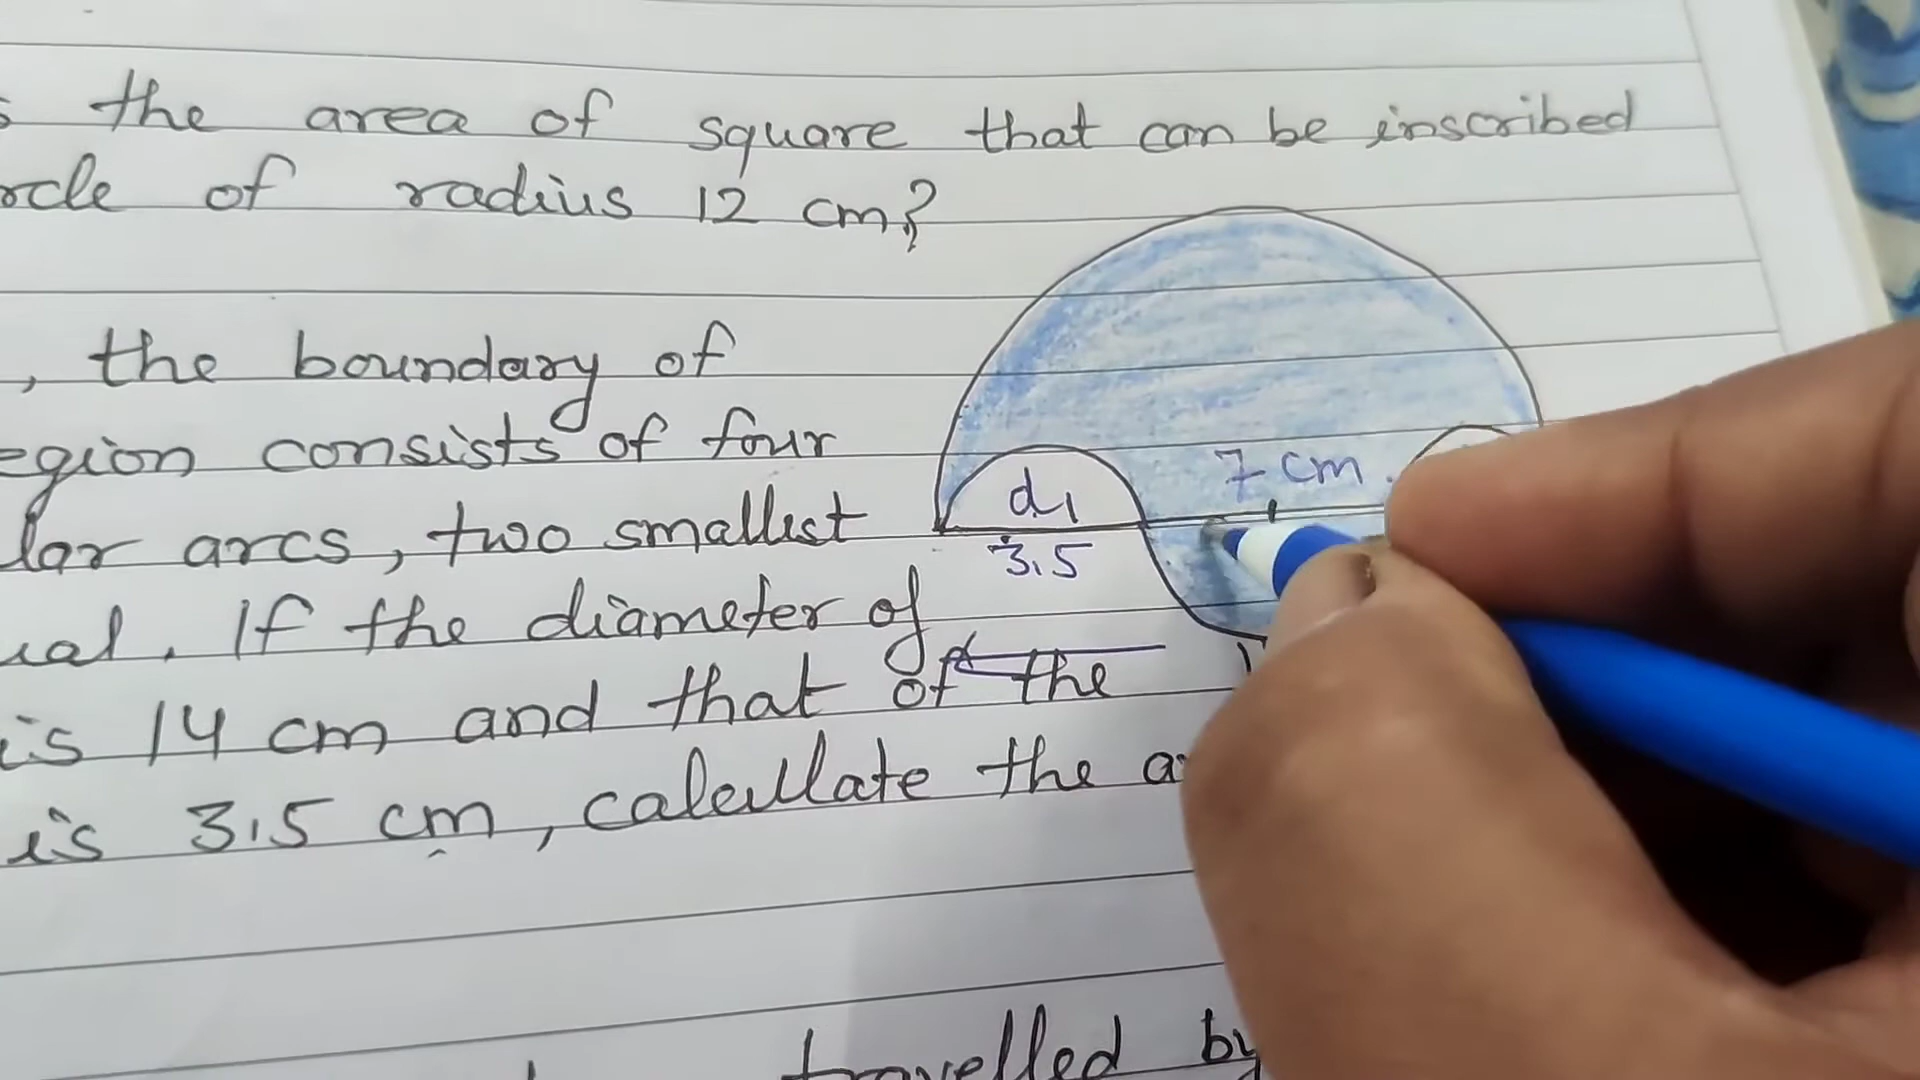 the area of square that can be inscribed
rcle of radius 12 cm?
, the boundary of
egion consists of four
lar arcs, two smallest
ual. If the diameter of
is 14 cm and that of the
is 3.5 cm, calculate the a
travelled by
7 cm
d1
3.5